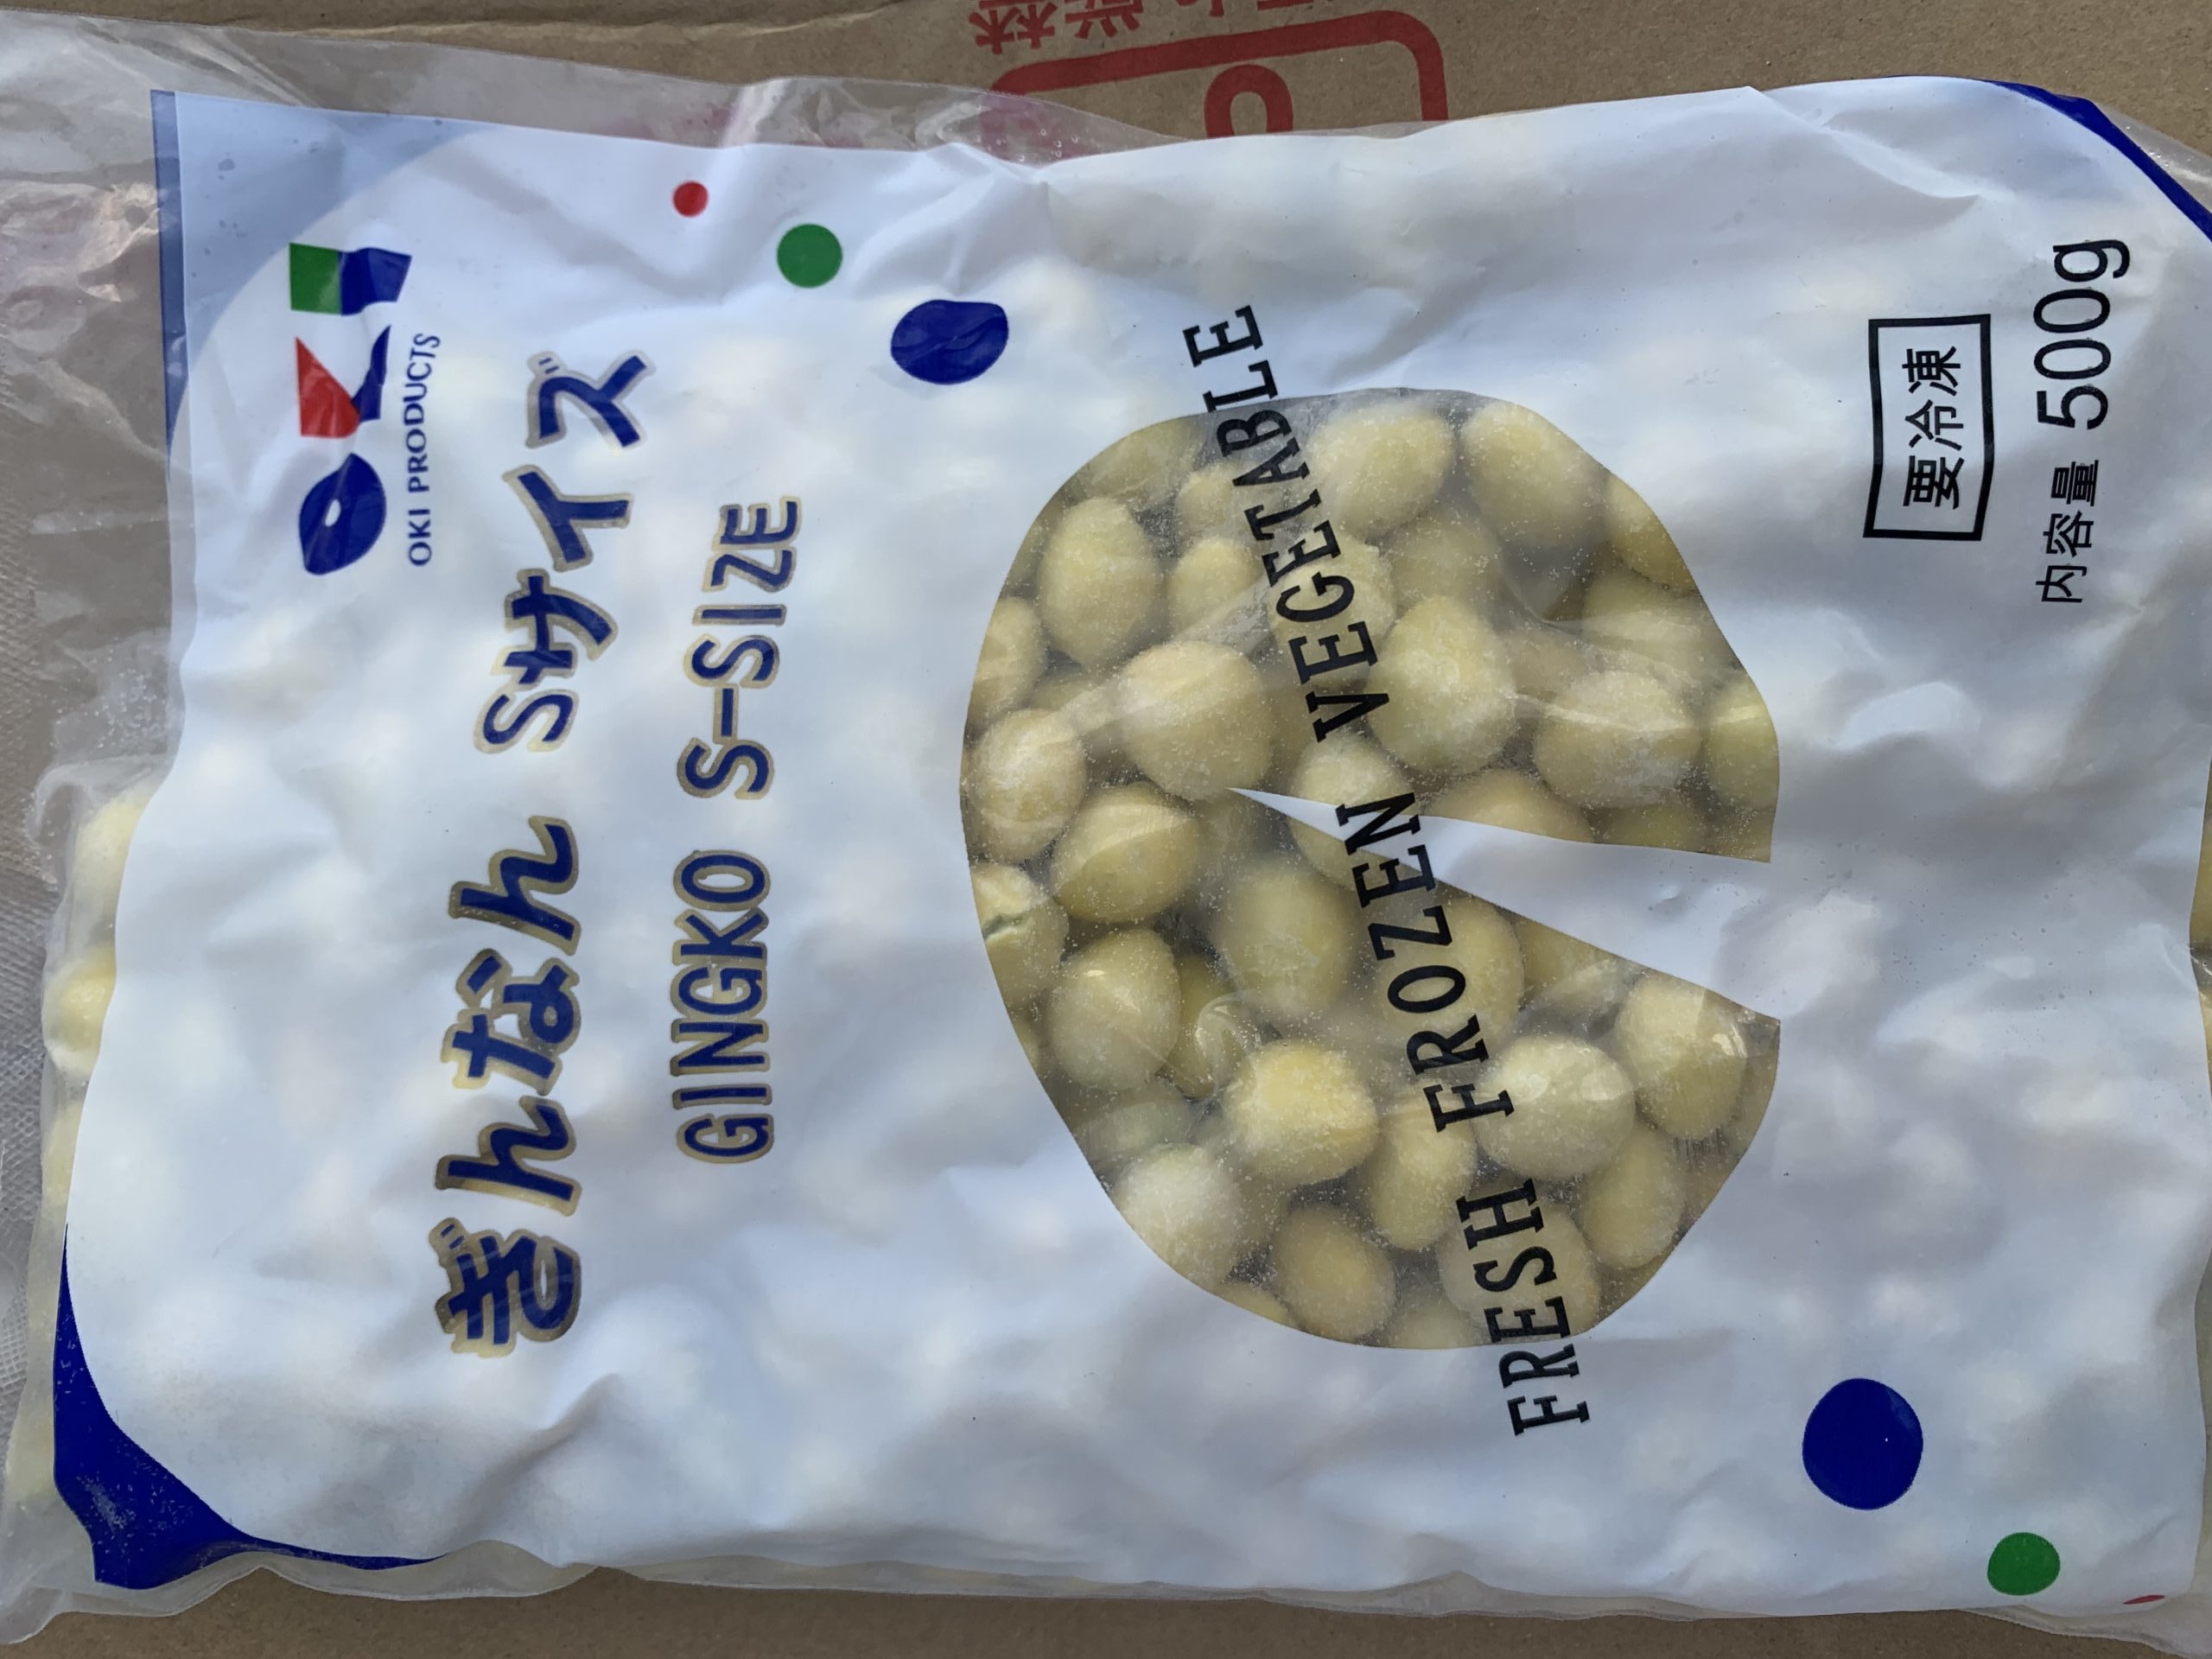 OKI
OKI PRODUCTS
ぎんなん Sサイズ
GINGKO S-SIZE
FRESH FROZEN VEGETABLE
要冷凍
内容量 500g